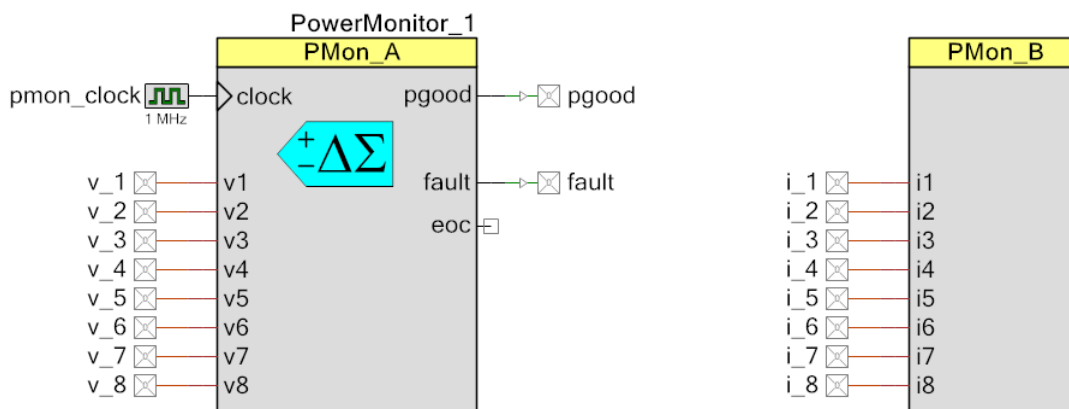 PowerMonitor_1
PMon_A
pmon_clock
1 MHz
clock
+
−ΔΣ
pgood
pgood
fault
fault
eoc
v_1 v1
v_2 v2
v_3 v3
v_4 v4
v_5 v5
v_6 v6
v_7 v7
v_8 v8
PMon_B
i_1 i1
i_2 i2
i_3 i3
i_4 i4
i_5 i5
i_6 i6
i_7 i7
i_8 i8